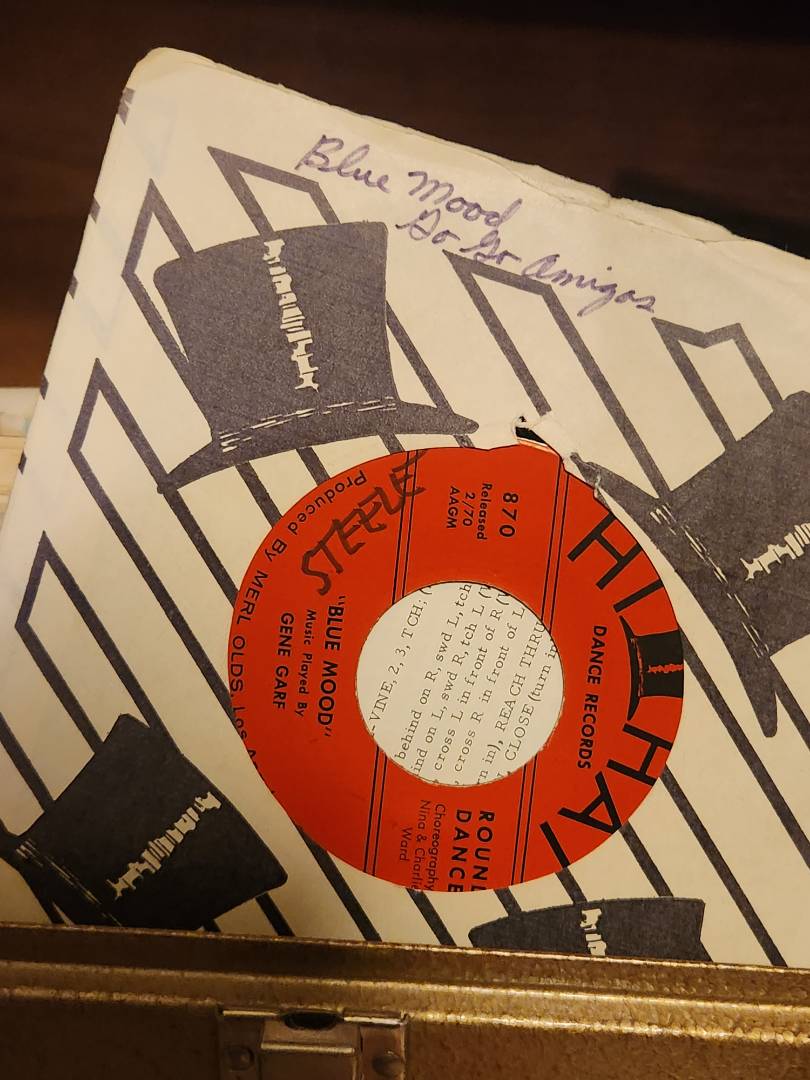 Blue Mood
Go Go Amigos
HI HAT
DANCE RECORDS
870
Released
2/70
AAGM
ROUND
DANCE
Choreography
Nina & Charlie
Ward
"BLUE MOOD"
Music Played By
GENE GARF
STEELE
Produced By MERL OLDS, Los A
VINE, 2, 3, TCH; (
behind on R, swd L, tch
ind on L, swd R, tch L (
cross L in front of R(
, cross R in front of L
rn in), REACH THRU
CLOSE (turn in